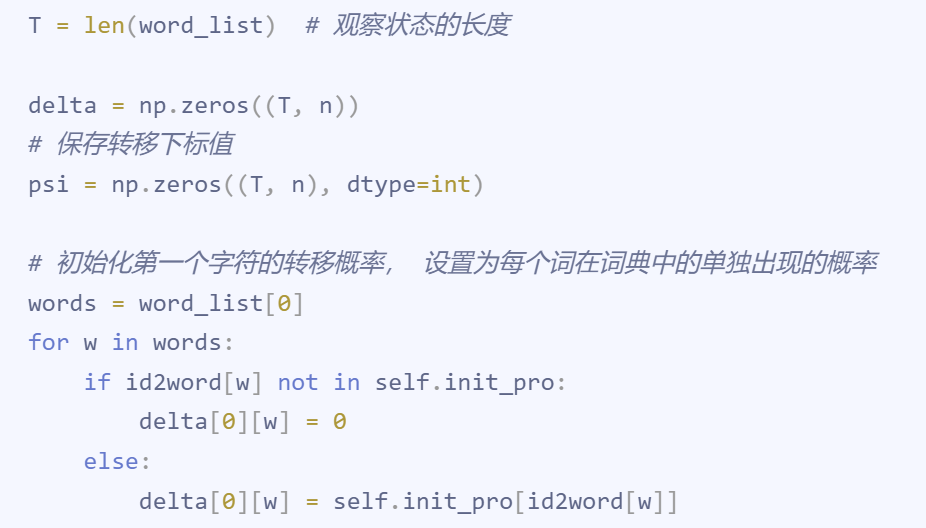 T = len(word_list)  # 观察状态的长度
delta = np.zeros((T, n))
# 保存转移下标值
psi = np.zeros((T, n), dtype=int)
# 初始化第一个字符的转移概率， 设置为每个词在词典中的单独出现的概率
words = word_list[0]
for w in words:
    if id2word[w] not in self.init_pro:
        delta[0][w] = 0
    else:
        delta[0][w] = self.init_pro[id2word[w]]